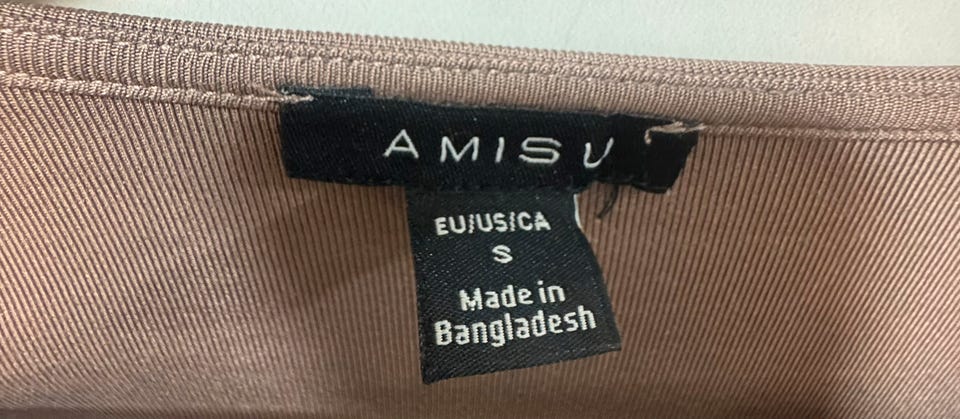 AMISU
EU/US/CA
S
Made in
Bangladesh